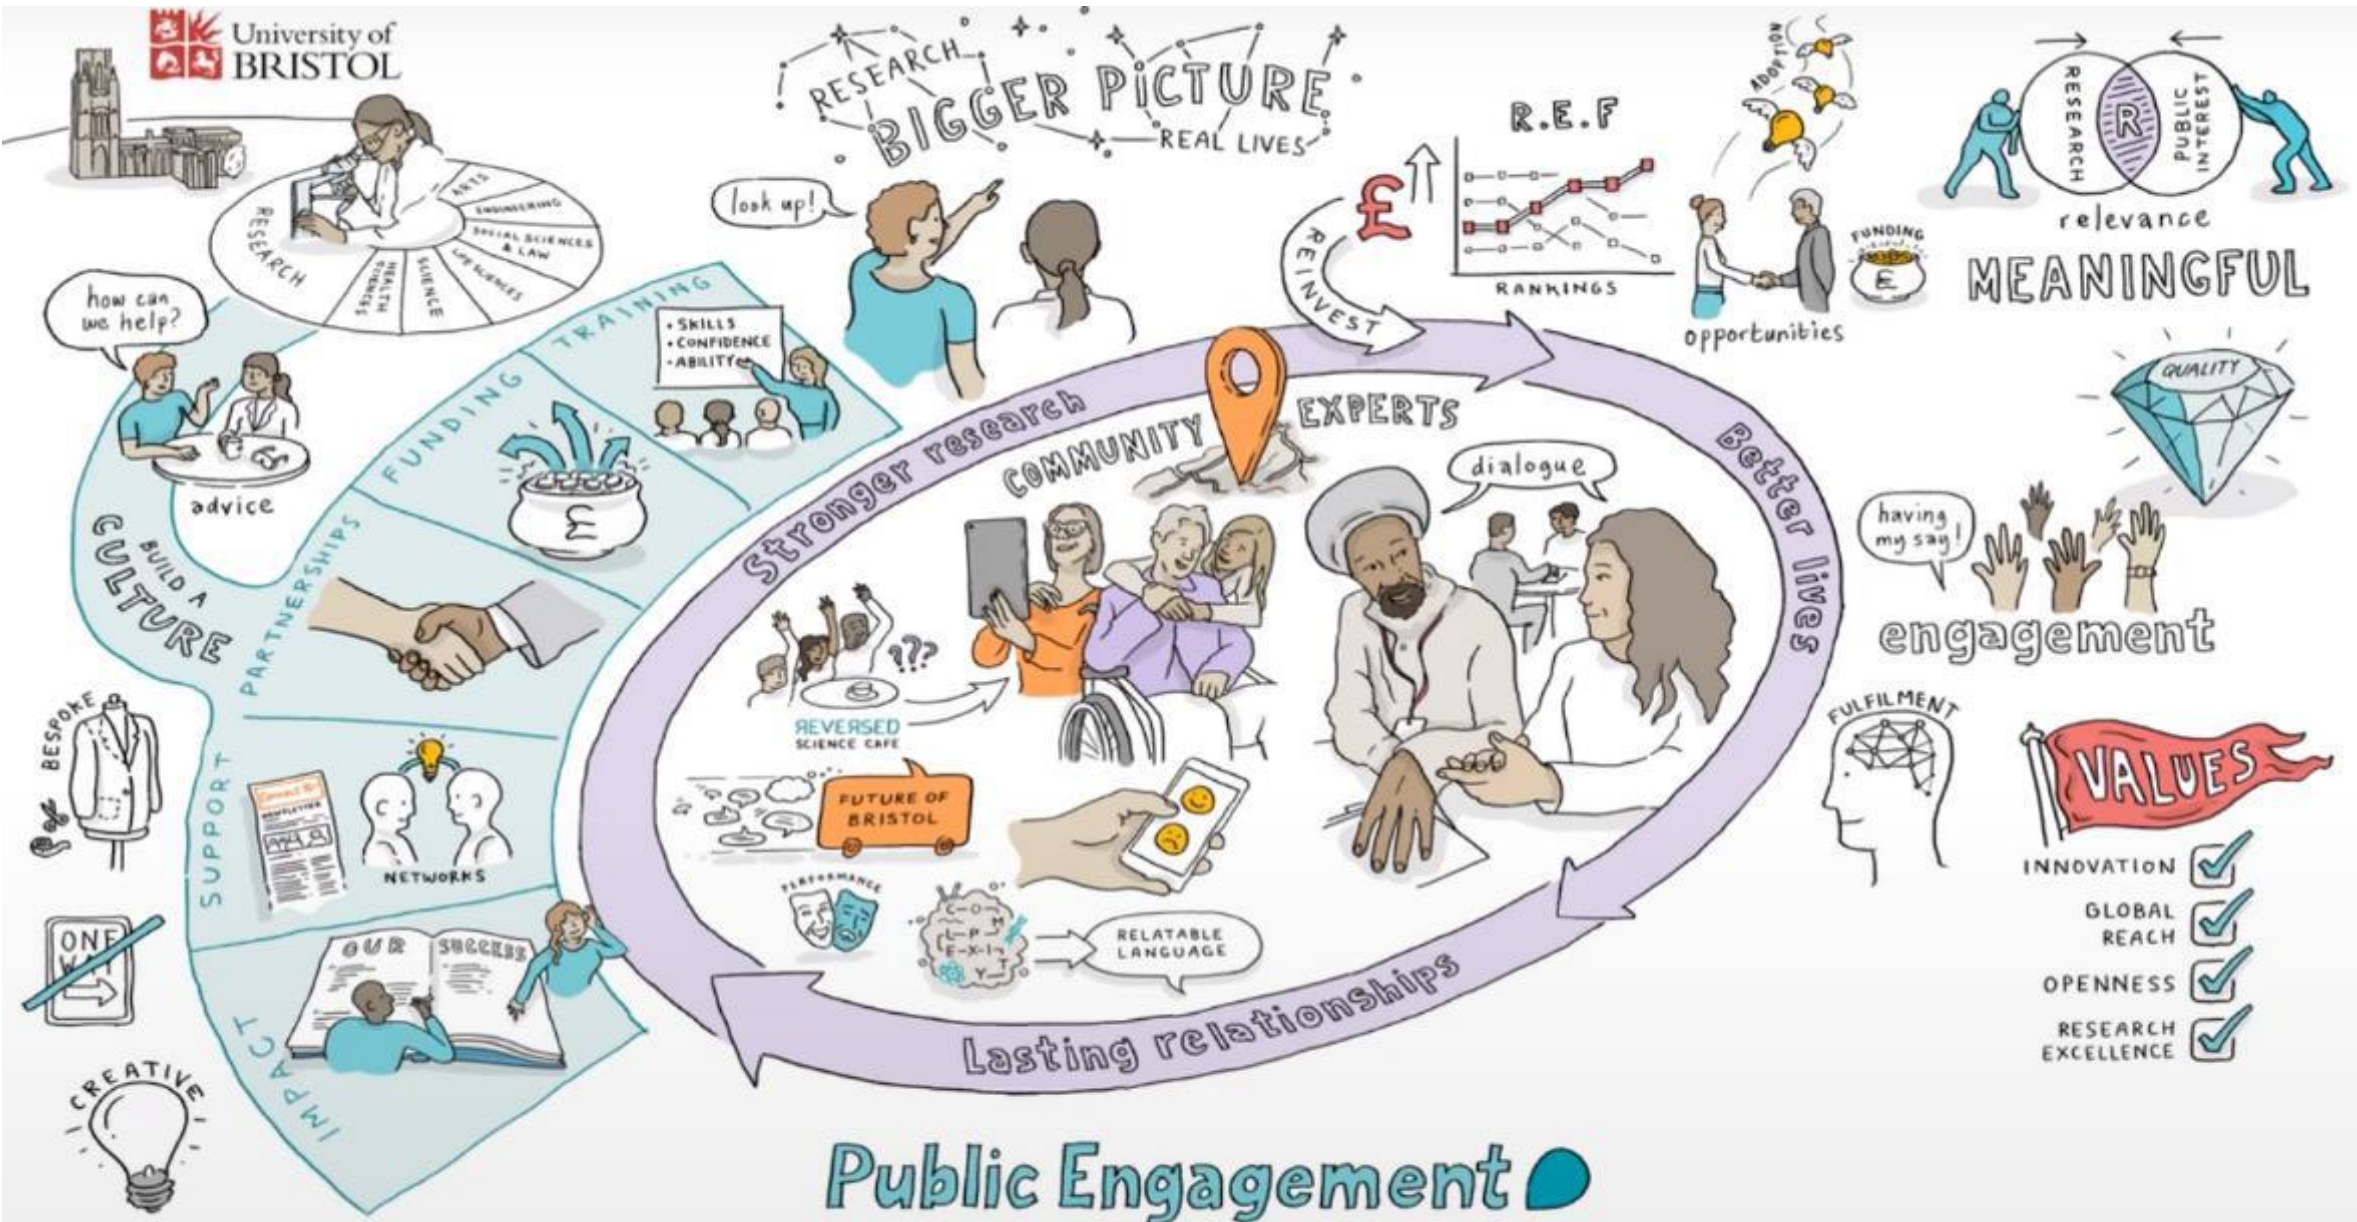 University of
BRISTOL
RESEARCH
ARTS
ENGINEERING
SOCIAL SCIENCES
& LAW
LIFE SCIENCES
SCIENCE
HEALTH
SCIENCES
how can
we help?
advice
BUILD A
CULTURE
TRAINING
• SKILLS
• CONFIDENCE
• ABILITY
FUNDING
£
PARTNERSHIPS
SUPPORT
NEWSLETTER
NETWORKS
IMPACT
OUR
SUCCESS
BESPOKE
ONE
WAY
CREATIVE
RESEARCH
BIGGER PICTURE
REAL LIVES
look up!
REINVEST
£
R.E.F
RANKINGS
ADOPTION
opportunities
FUNDING
£
RESEARCH
R
PUBLIC
INTEREST
relevance
MEANINGFUL
QUALITY
having
my say!
engagement
FULFILMENT
VALUES
INNOVATION
GLOBAL
REACH
OPENNESS
RESEARCH
EXCELLENCE
Stronger research
Better lives
Lasting relationships
COMMUNITY
EXPERTS
dialogue
???
REVERSED
SCIENCE CAFE
FUTURE OF
BRISTOL
PERFORMANCE
C-O-M
L-P
E-X-I
T
Y
RELATABLE
LANGUAGE
Public Engagement